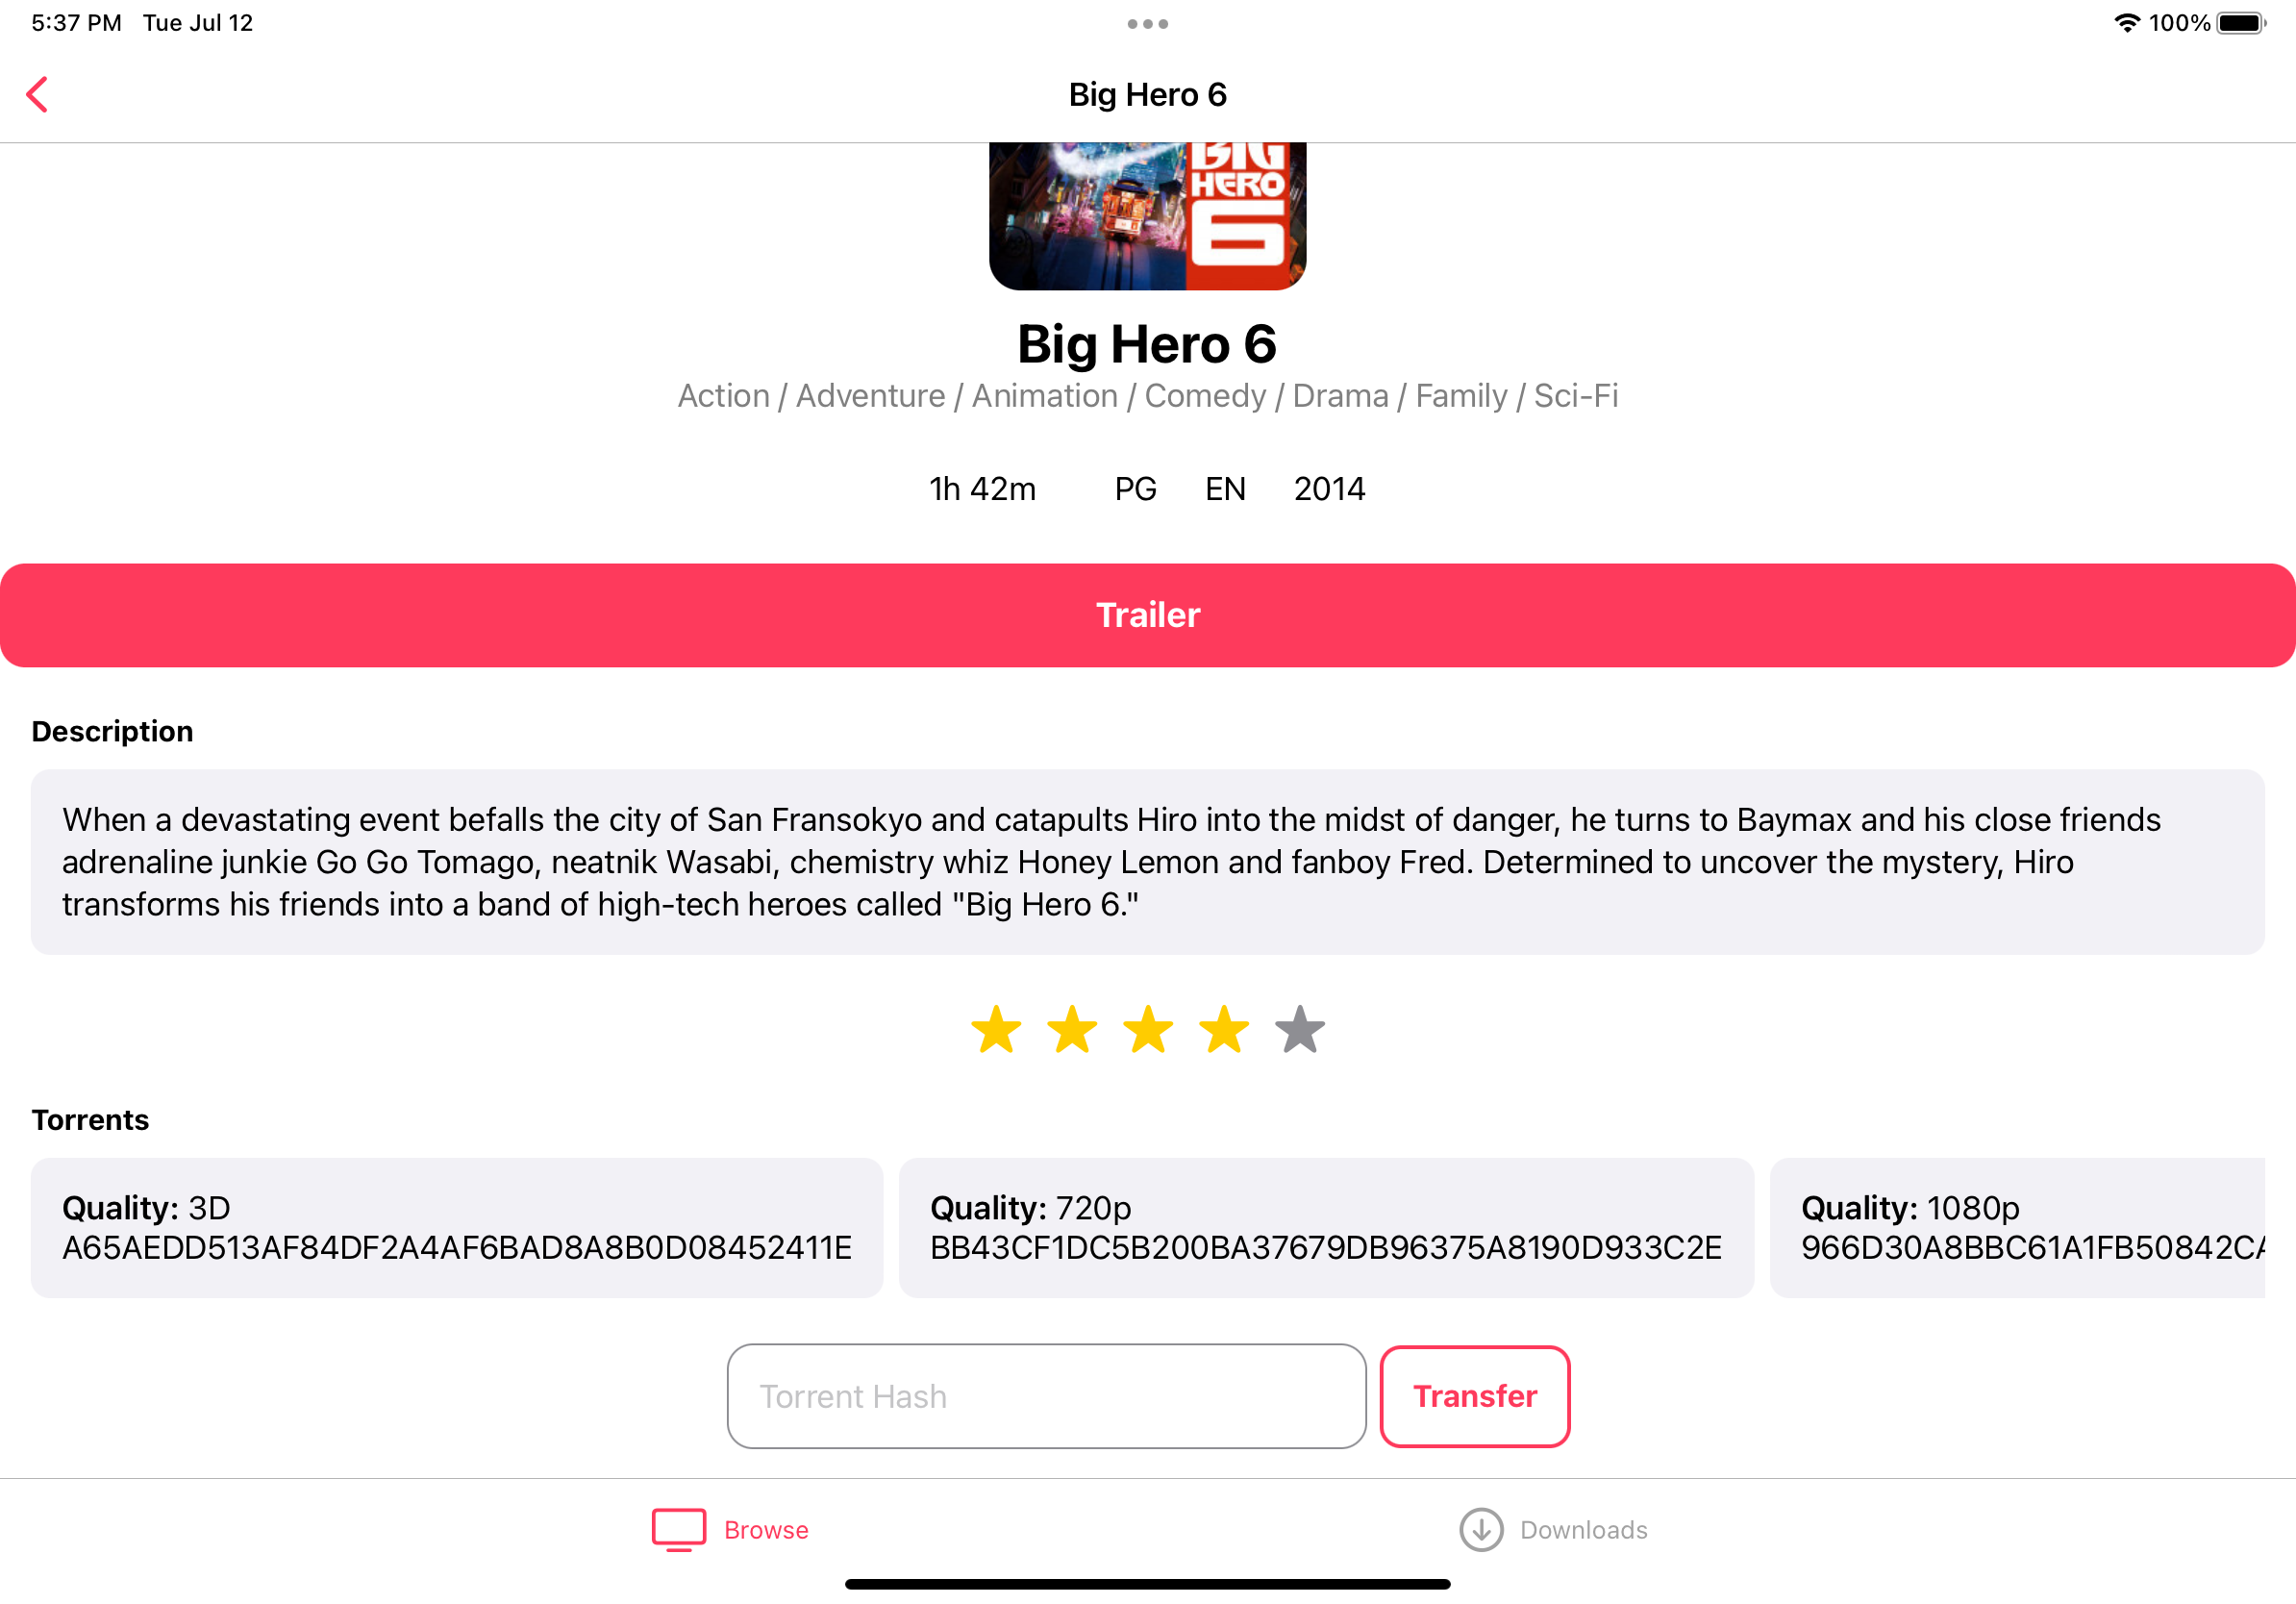 5:37 PM Tue Jul 12
100%
Big Hero 6
BIG
HERO
6
Big Hero 6
Action / Adventure / Animation / Comedy / Drama / Family / Sci-Fi
1h 42m PG EN 2014
Trailer
Description
When a devastating event befalls the city of San Fransokyo and catapults Hiro into the midst of danger, he turns to Baymax and his close friends
adrenaline junkie Go Go Tomago, neatnik Wasabi, chemistry whiz Honey Lemon and fanboy Fred. Determined to uncover the mystery, Hiro
transforms his friends into a band of high-tech heroes called "Big Hero 6."
Torrents
Quality: 3D
A65AEDD513AF84DF2A4AF6BAD8A8B0D08452411E
Quality: 720p
BB43CF1DC5B200BA37679DB96375A8190D933C2E
Quality: 1080p
966D30A8BBC61A1FB50842CA
Torrent Hash
Transfer
Browse
Downloads